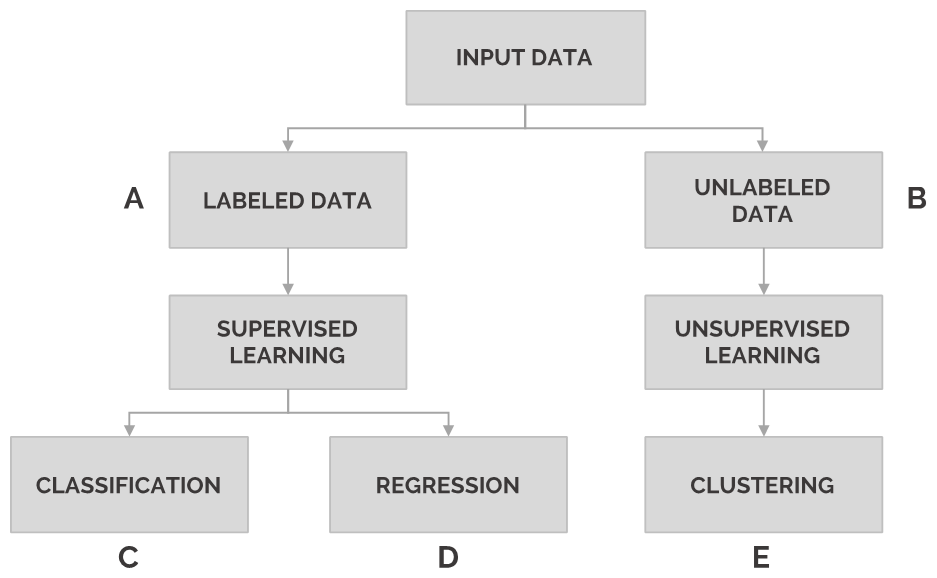 INPUT DATA
A
LABELED DATA
UNLABELED
DATA
B
SUPERVISED
LEARNING
UNSUPERVISED
LEARNING
CLASSIFICATION
REGRESSION
CLUSTERING
C
D
E